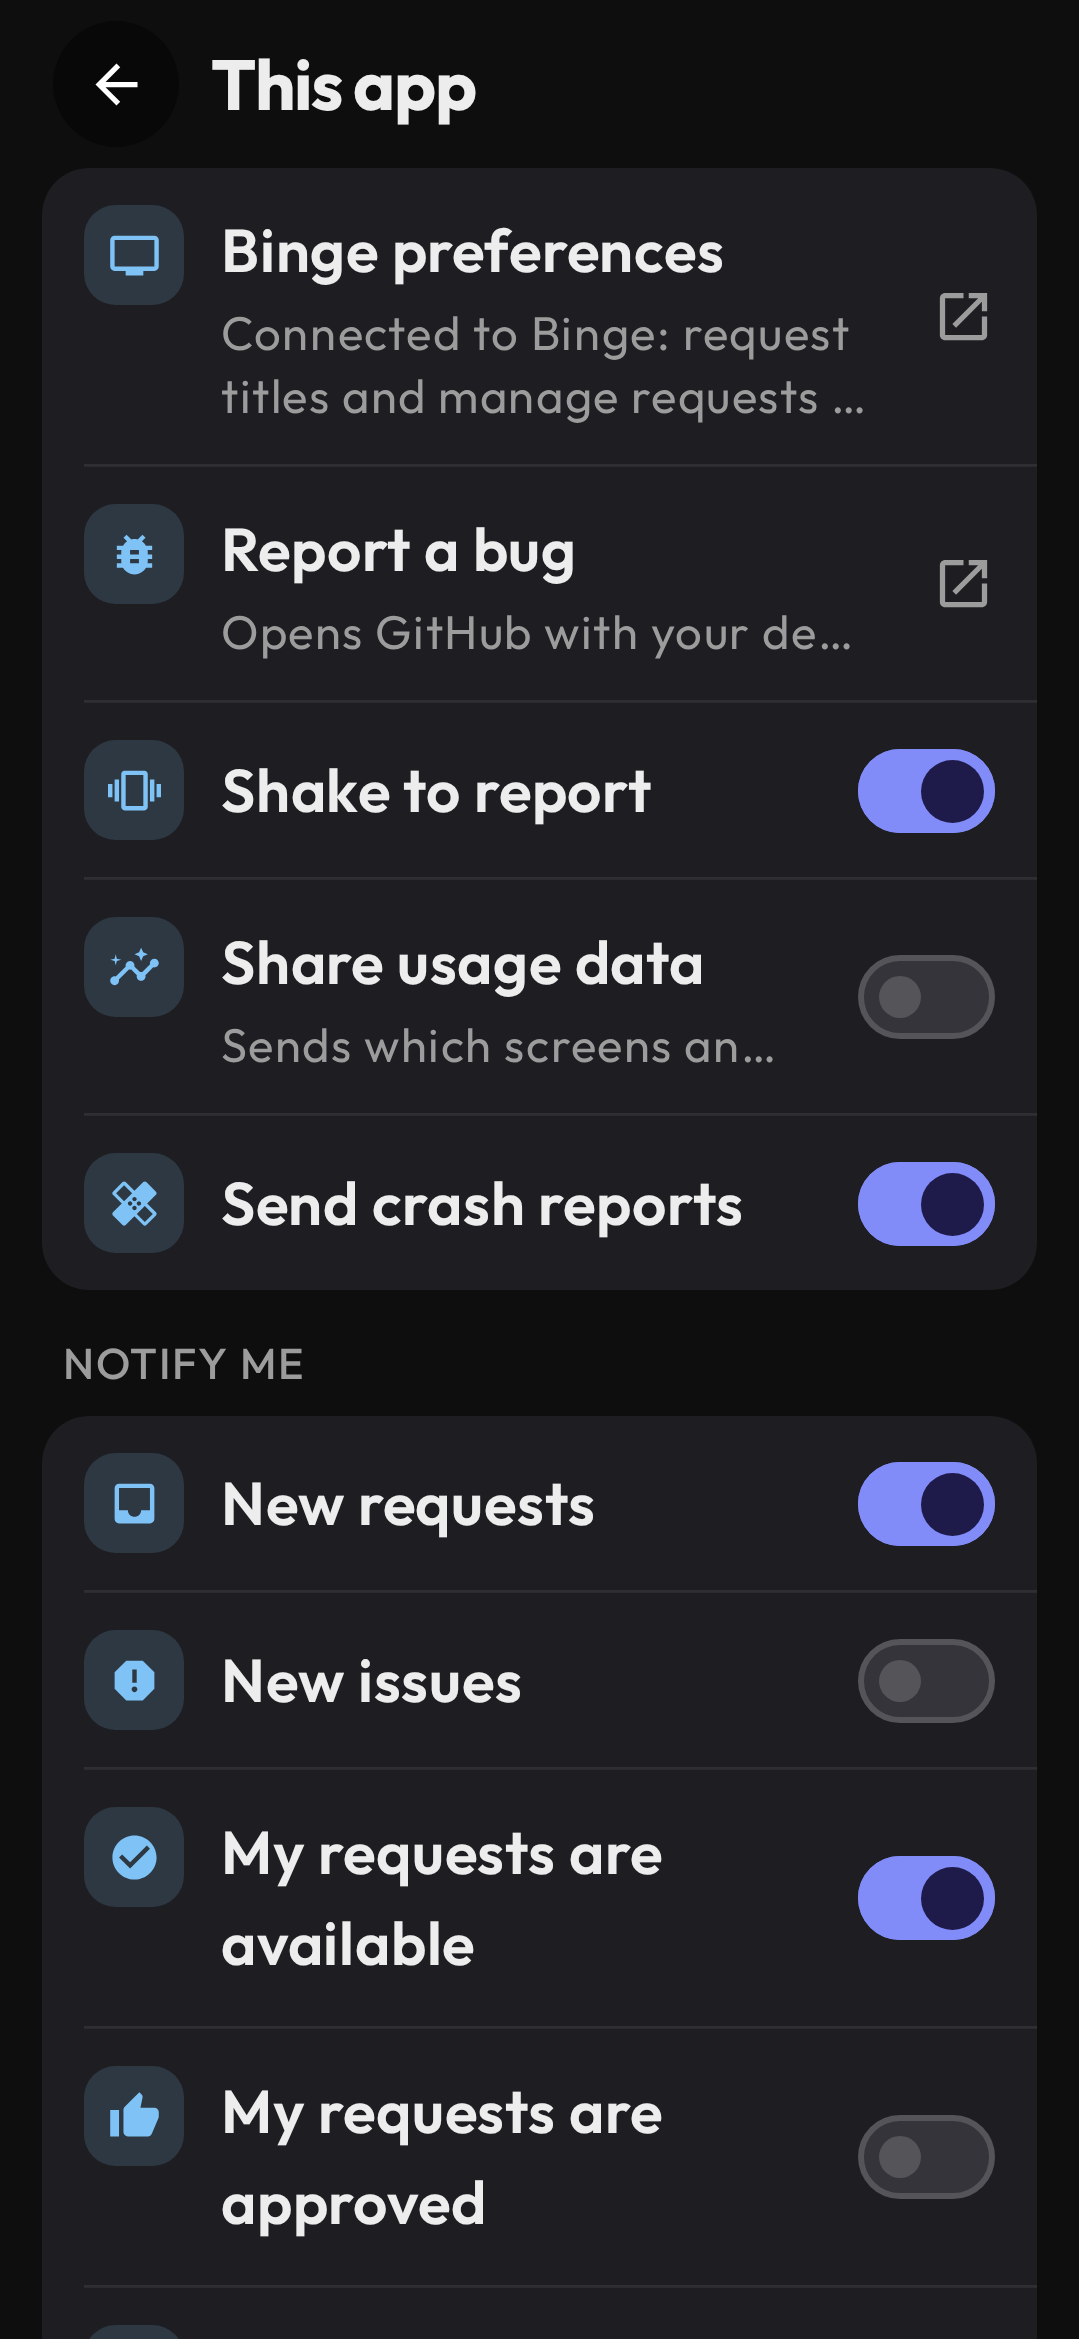 This app
Binge preferences
Connected to Binge: request
titles and manage requests ...
Report a bug
Opens GitHub with your de...
Shake to report
Share usage data
Sends which screens an...
Send crash reports
NOTIFY ME
New requests
New issues
My requests are
available
My requests are
approved